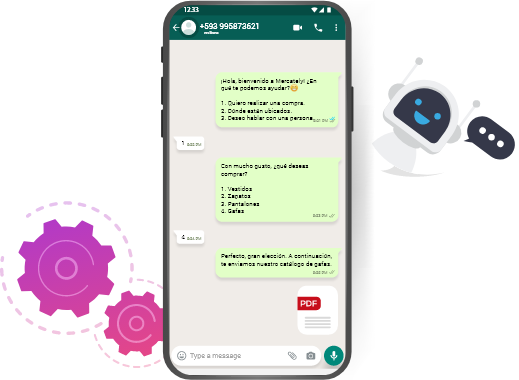 12:33
+593 995873621
¡Hola, bienvenido a Mercately! ¿En
qué te podemos ayudar?
1. Quiero realizar una compra.
2. Dónde están ubicados.
3. Deseo hablar con una persona.
1
Con mucho gusto, ¿qué deseas
comprar?
1. Vestidos
2. Zapatos
3. Pantalones
4. Gafas
4
Perfecto, gran elección. A continuación,
te enviamos nuestro catálogo de gafas.
PDF
Type a message